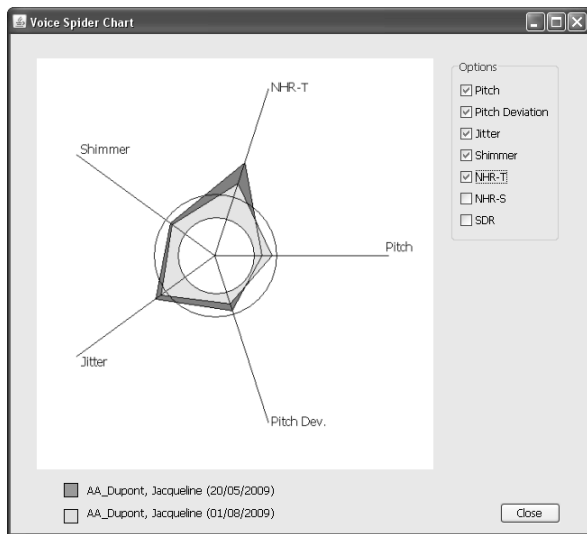 Voice Spider Chart
NHR-T
Shimmer
Pitch
Jitter
Pitch Dev.
Options
Pitch
Pitch Deviation
Jitter
Shimmer
NHR-T
NHR-S
SDR
AA_Dupont, Jacqueline (20/05/2009)
AA_Dupont, Jacqueline (01/08/2009)
Close